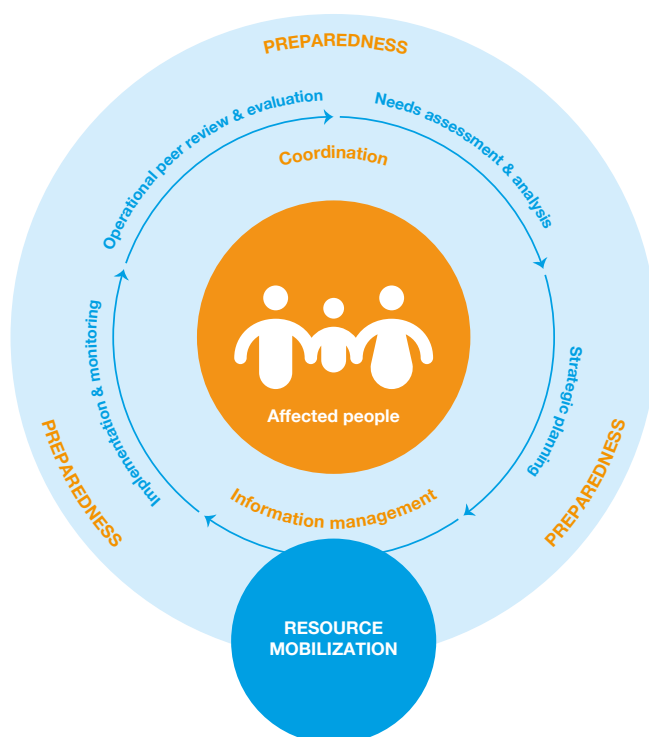 PREPAREDNESS
Operational peer review & evaluation
Needs assessment & analysis
Coordination
Affected people
Implementation & monitoring
Strategic planning
PREPAREDNESS
PREPAREDNESS
Information management
RESOURCE
MOBILIZATION